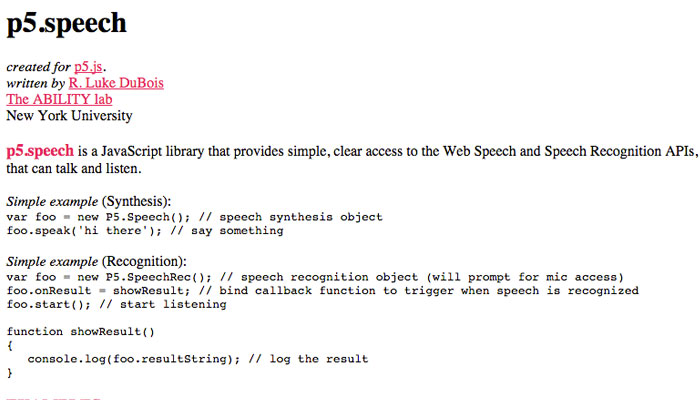 p5.speech
created for p5.js.
written by R. Luke DuBois
The ABILITY lab
New York University
p5.speech is a JavaScript library that provides simple, clear access to the Web Speech and Speech Recognition APIs,
that can talk and listen.
Simple example (Synthesis):
var foo = new P5.Speech(); // speech synthesis object
foo.speak('hi there'); // say something
Simple example (Recognition):
var foo = new P5.SpeechRec(); // speech recognition object (will prompt for mic access)
foo.onResult = showResult; // bind callback function to trigger when speech is recognized
foo.start(); // start listening
function showResult()
{
   console.log(foo.resultString); // log the result
}